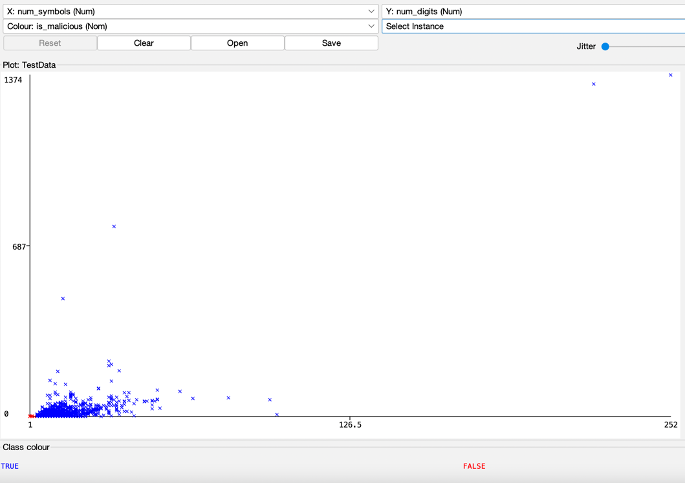 X: num_symbols (Num) Y: num_digits (Num)
Colour: is_malicious (Nom) Select Instance
Reset Clear Open Save Jitter
Plot: TestData
1374
687
0
1 126.5 252
Class colour
TRUE FALSE